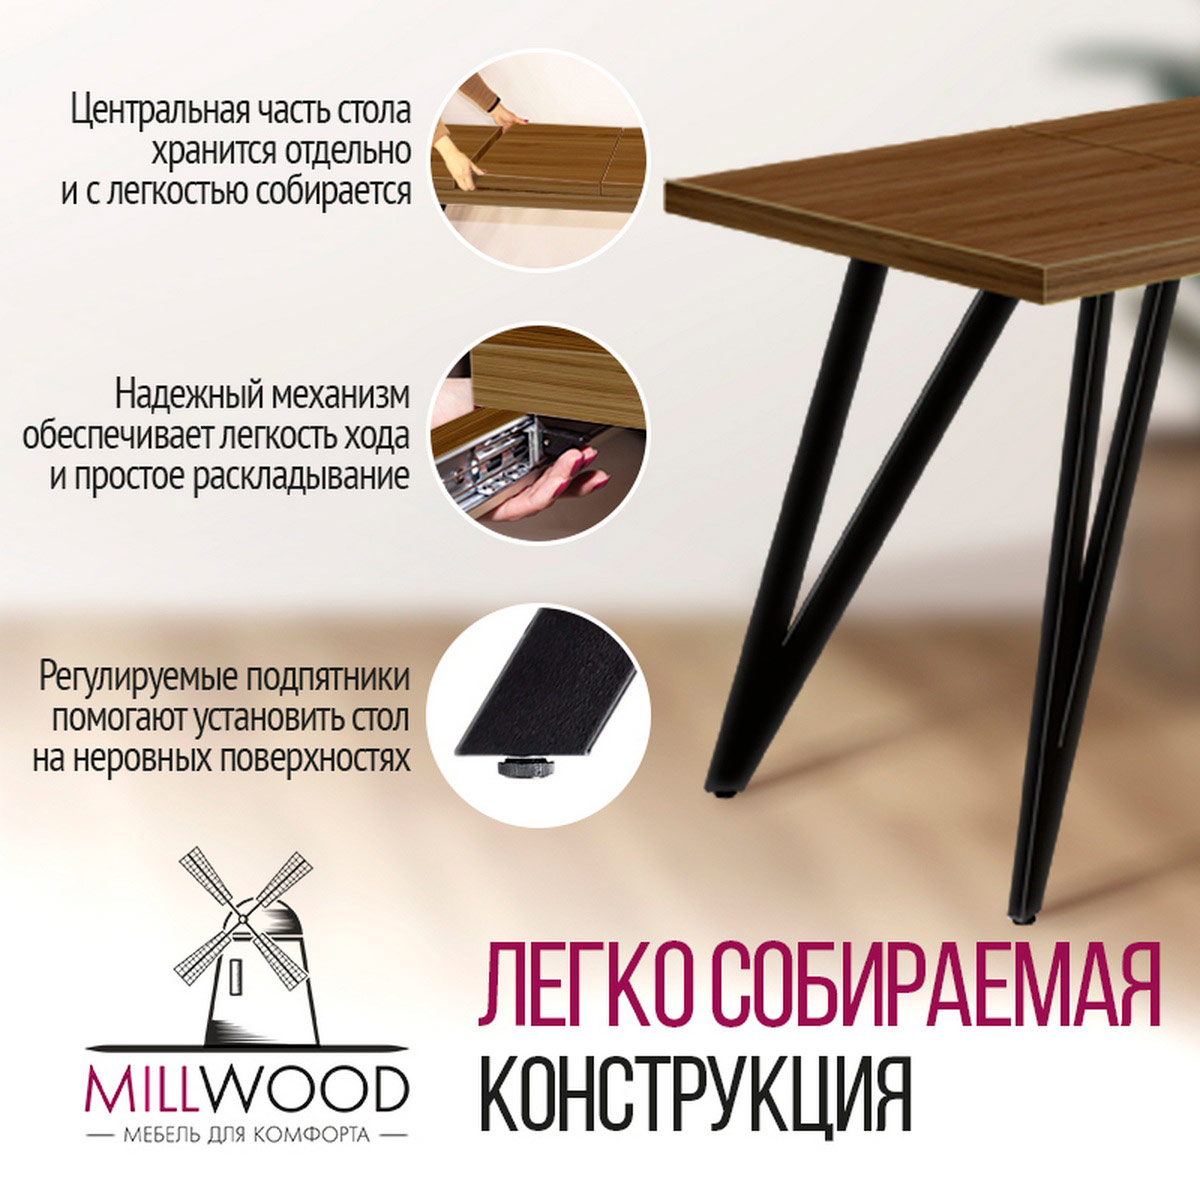 Центральная часть стола
хранится отдельно
и с легкостью собирается
Надежный механизм
обеспечивает легкость хода
и простое раскладывание
Регулируемые подпятники
помогают установить стол
на неровных поверхностях
MILLWOOD
— МЕБЕЛЬ ДЛЯ КОМФОРТА —
ЛЕГКО СОБИРАЕМАЯ
КОНСТРУКЦИЯ